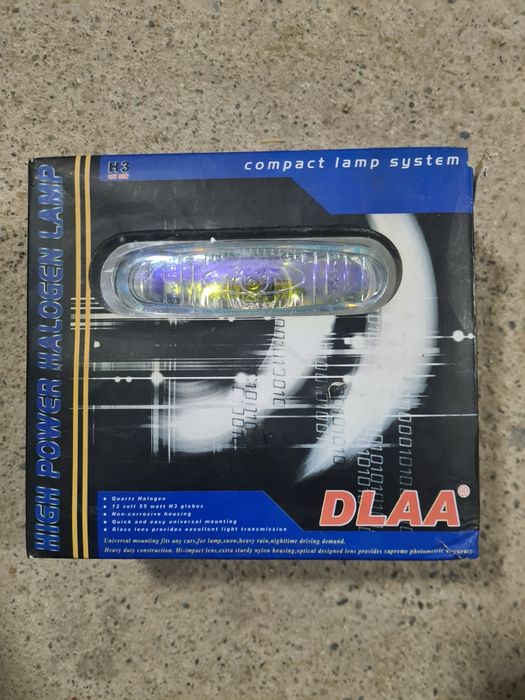 H3
12V 55W
compact lamp system
HIGH POWER HALOGEN LAMP
Quartz Halogen
12 volt 55 watt H3 globes
Non-corrosive housing
Quick and easy universal mounting
Glass lens provides excellent light transmission
DLAA®
Universal mounting fits any cars,for lamp,snow,heavy rain,nighttime driving demand.
Heavy duty construction. Hi-impact lens,extra sturdy nylon housing,optical designed lens provides supreme photometric accuracy.